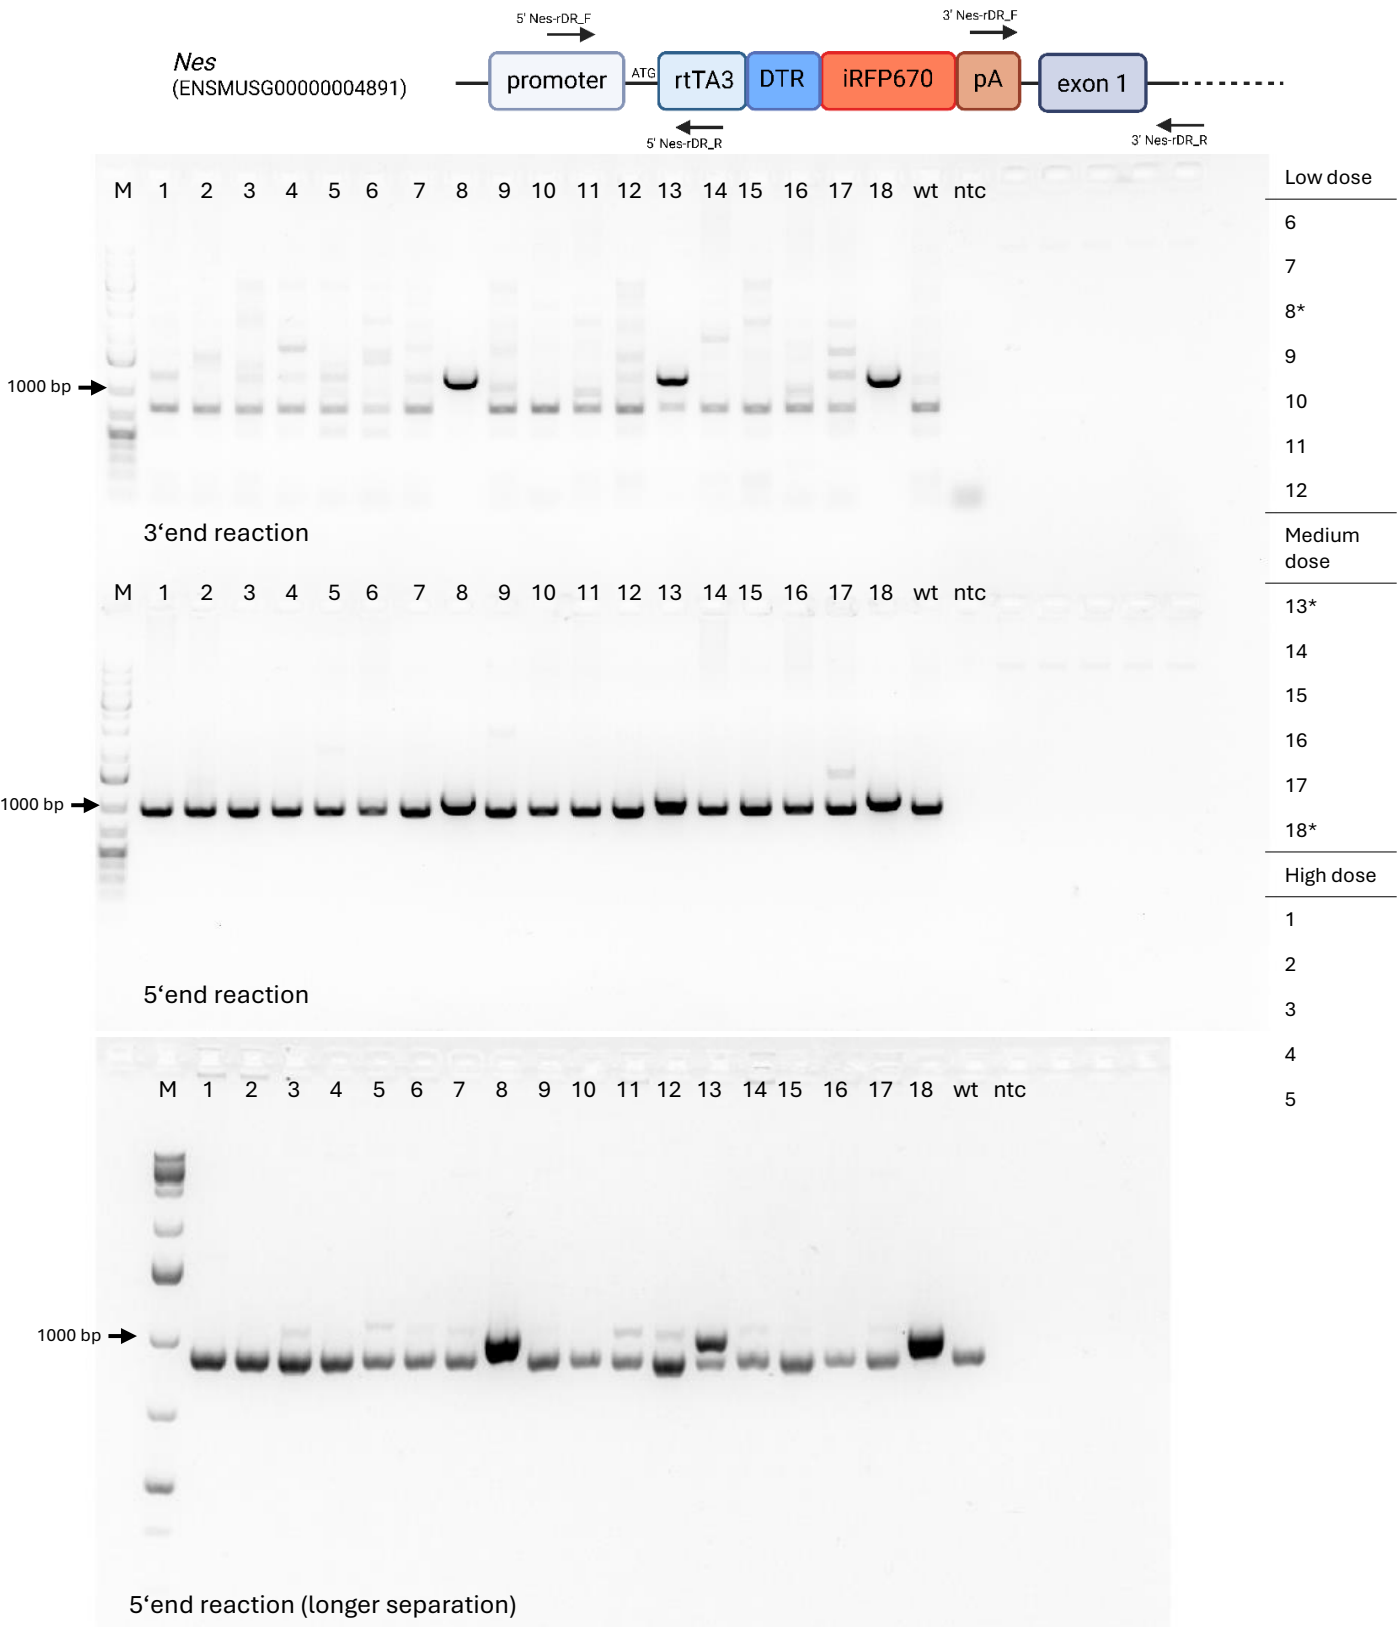 5' Nes-rDR_F
3' Nes-rDR_F
Nes
(ENSMUSG00000004891)
promoter
ATG
rtTA3
DTR
iRFP670
pA
exon 1
5' Nes-rDR_R
3' Nes-rDR_R
M 1 2 3 4 5 6 7 8 9 10 11 12 13 14 15 16 17 18 wt ntc
1000 bp
3‘end reaction
M 1 2 3 4 5 6 7 8 9 10 11 12 13 14 15 16 17 18 wt ntc
1000 bp
5‘end reaction
M 1 2 3 4 5 6 7 8 9 10 11 12 13 14 15 16 17 18 wt ntc
1000 bp
5‘end reaction (longer separation)
Low dose
6
7
8*
9
10
11
12
Medium
dose
13*
14
15
16
17
18*
High dose
1
2
3
4
5